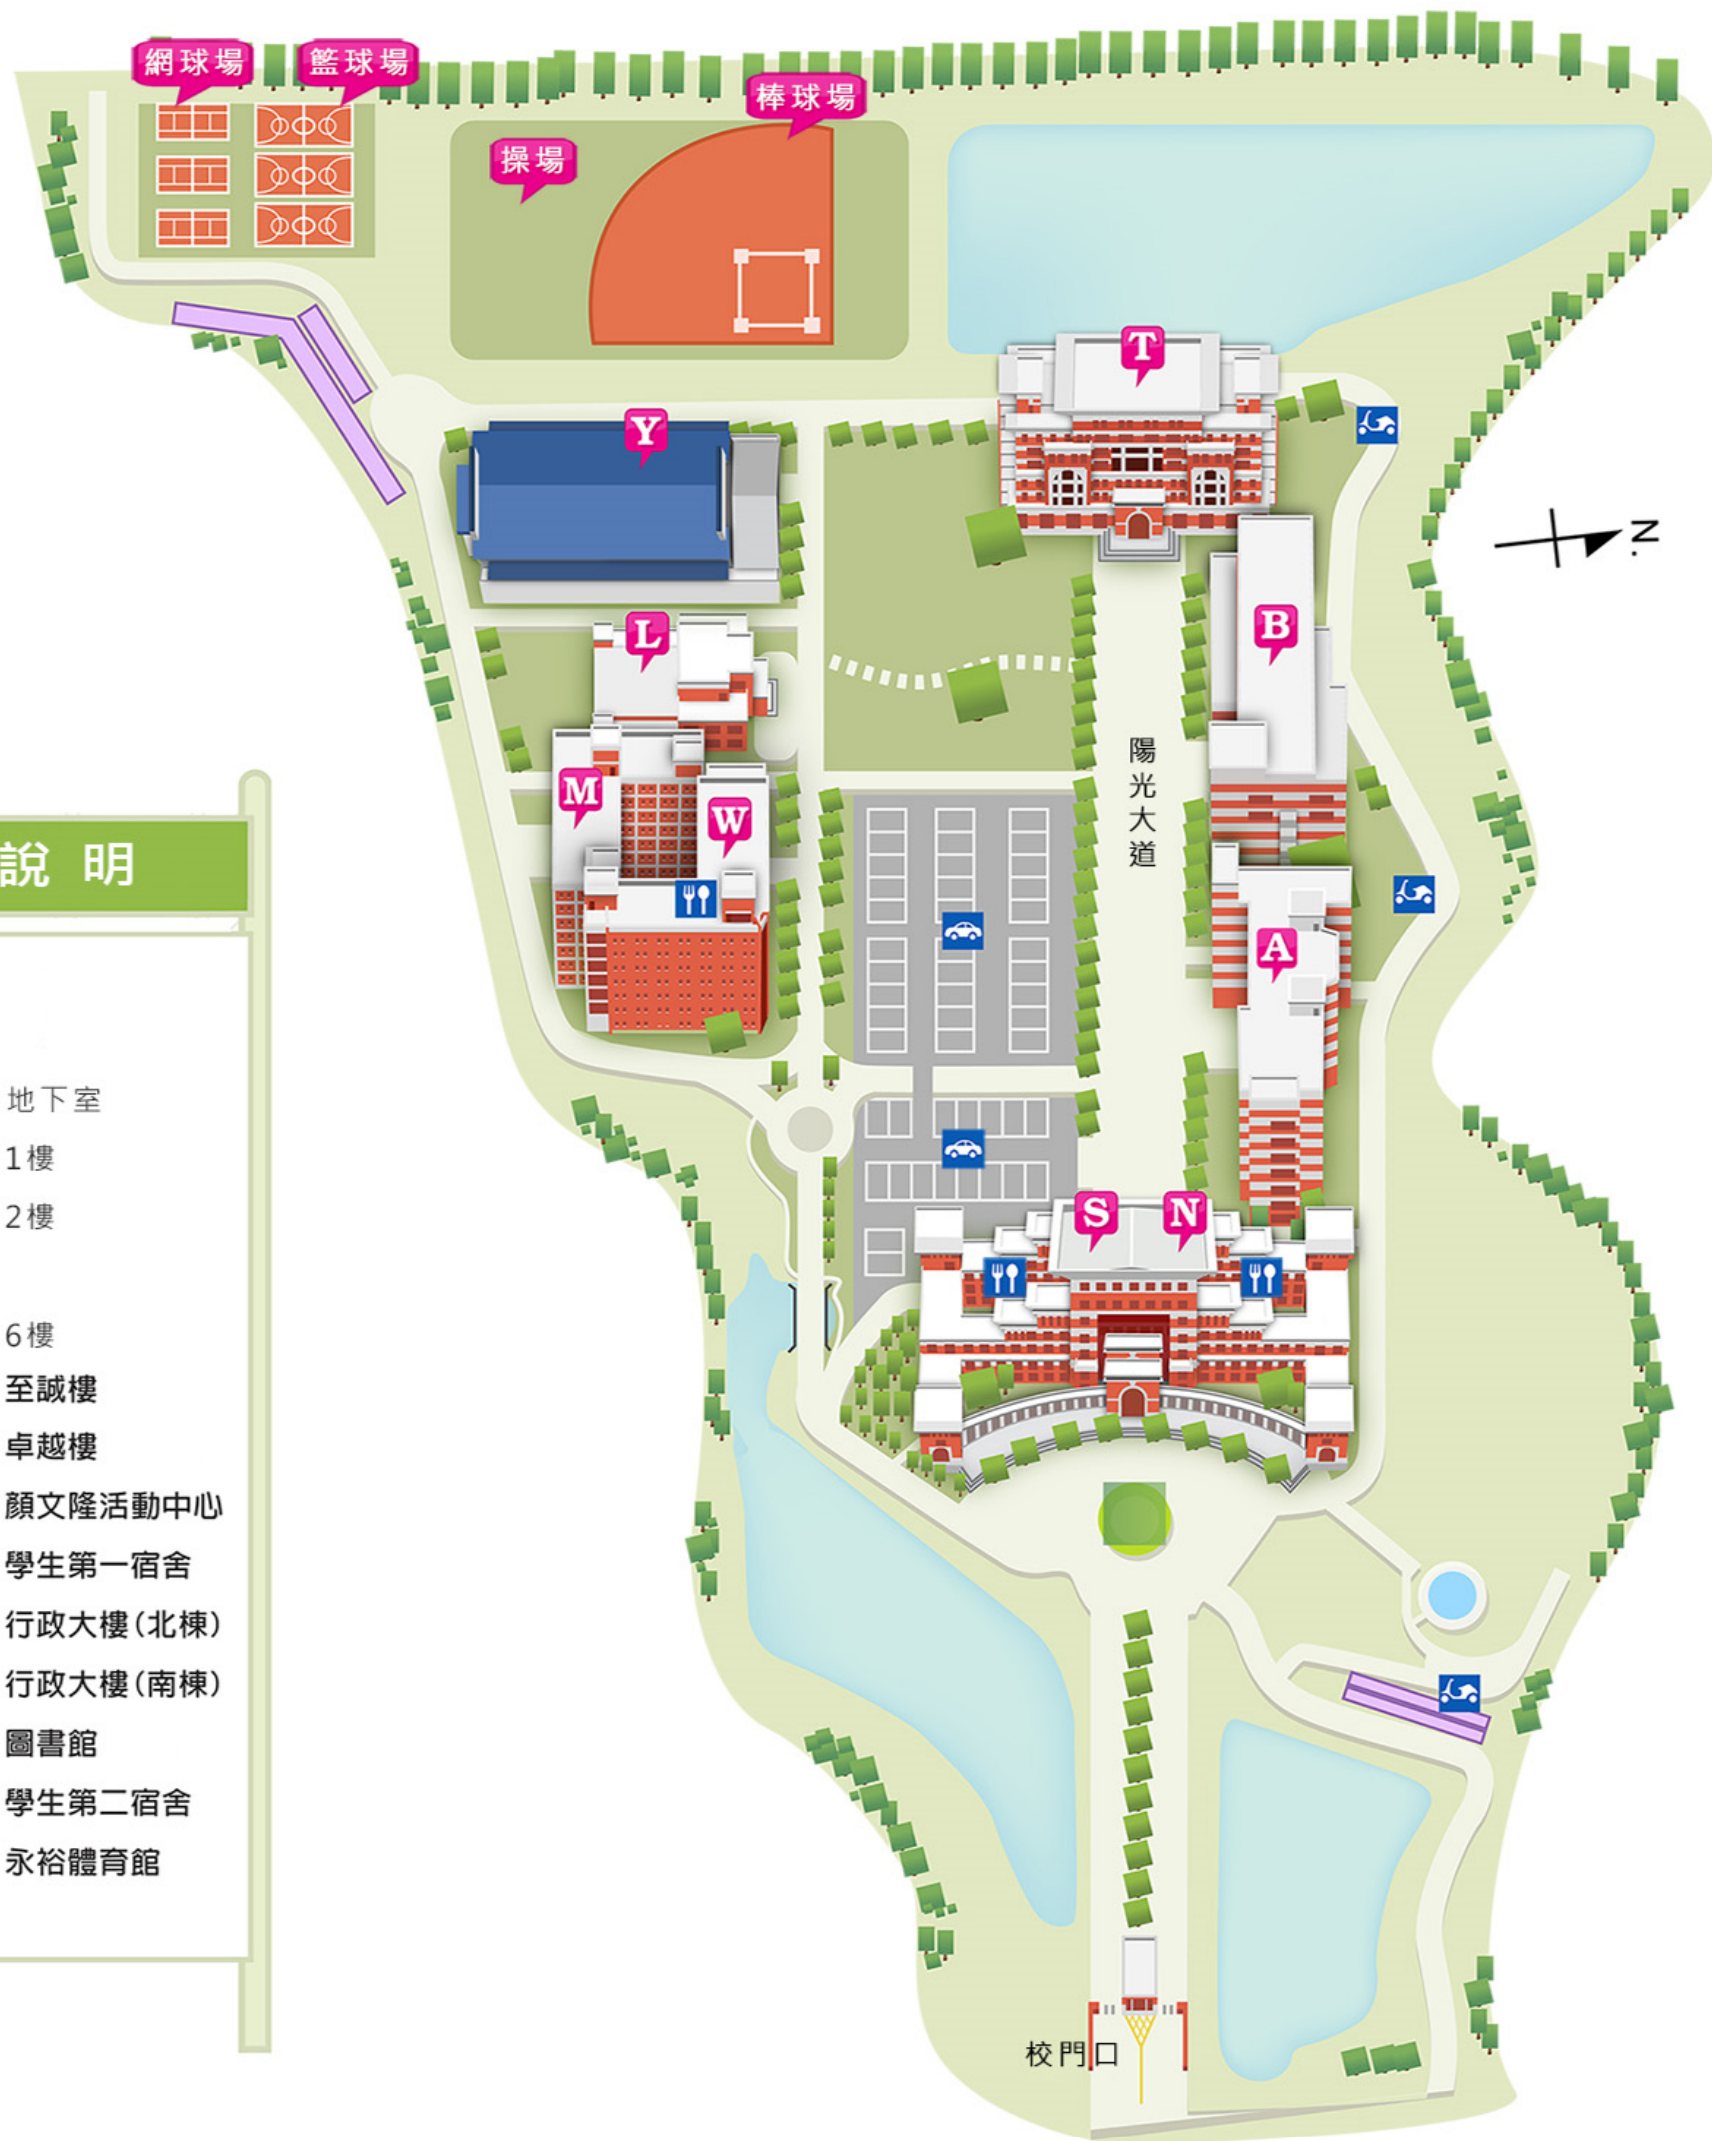 網球場
籃球場
棒球場
操場
T
Y
N
L
B
陽光大道
M
W
A
S
N
校門口
說明
地下室
1樓
2樓
6樓
至誠樓
卓越樓
顏文隆活動中心
學生第一宿舍
行政大樓(北棟)
行政大樓(南棟)
圖書館
學生第二宿舍
永裕體育館